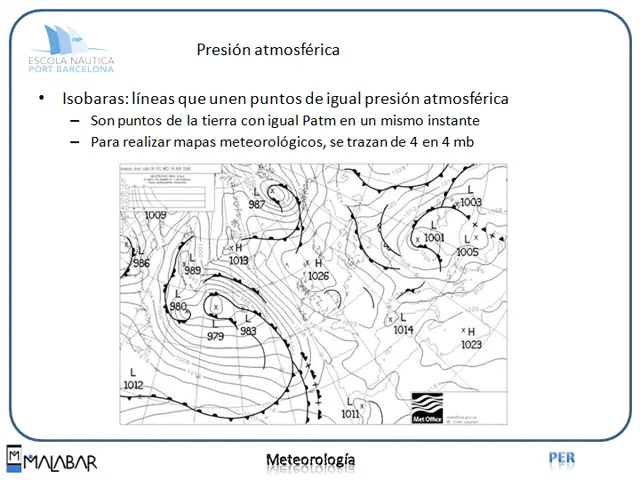 ESCOLA NÀUTICA
PORT BARCELONA
Presión atmosférica
• Isobaras: líneas que unen puntos de igual presión atmosférica
– Son puntos de la tierra con igual Patm en un mismo instante
– Para realizar mapas meteorológicos, se trazan de 4 en 4 mb
L
987
L
1003
1009
L
1001
L
1005
L
986
L
989
H
1013
H
1026
L
980
L
979
L
983
L
1014
H
1023
L
1012
L
1011
Met Office
MALABAR
Meteorología
PER